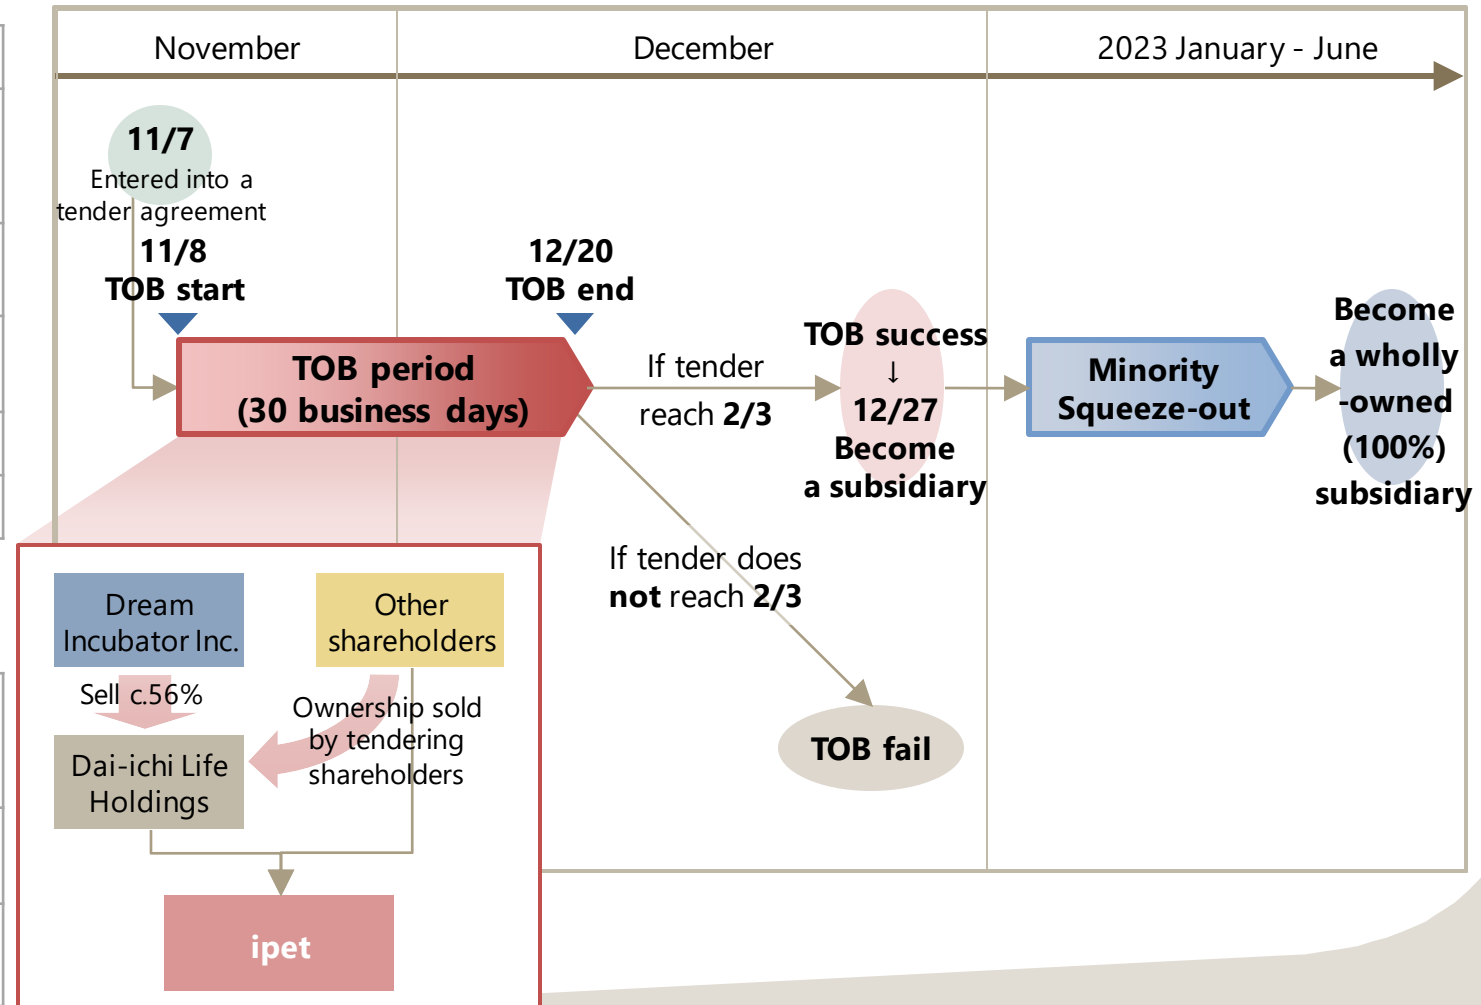 November
December
2023 January - June
11/7
Entered into a
tender agreement
11/8
TOB start
12/20
TOB end
TOB period
(30 business days)
If tender
reach 2/3
TOB success
↓
12/27
Become
a subsidiary
Minority
Squeeze-out
Become
a wholly
-owned
(100%)
subsidiary
If tender does
not reach 2/3
TOB fail
Dream
Incubator Inc.
Other
shareholders
Sell c.56%
Ownership sold
by tendering
shareholders
Dai-ichi Life
Holdings
ipet